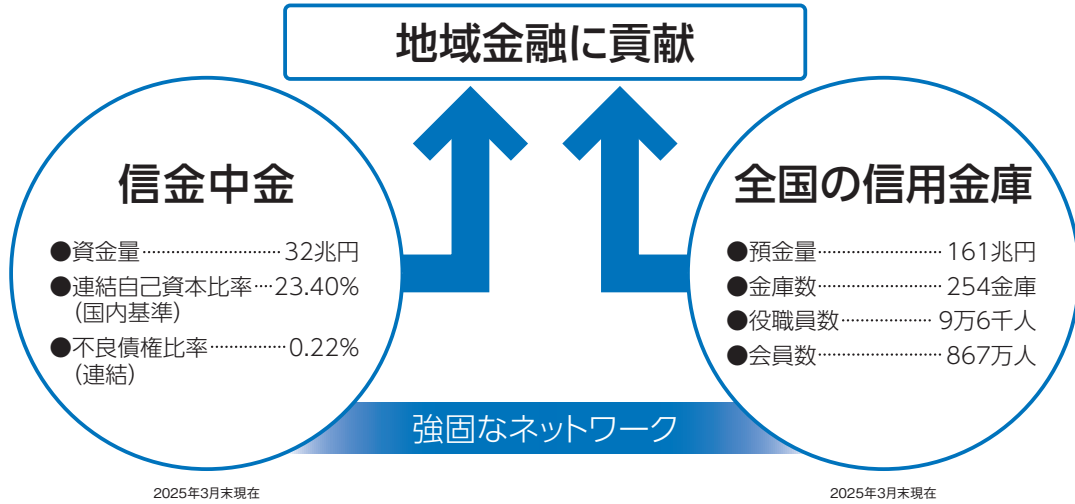 地域金融に貢献
信金中金
●資金量························32兆円
●連結自己資本比率···23.40%
(国内基準)
●不良債権比率···············0.22%
(連結)
2025年3月末現在
全国の信用金庫
●預金量····················161兆円
●金庫数····················254金庫
●役職員数················9万6千人
●会員数·····················867万人
2025年3月末現在
強固なネットワーク